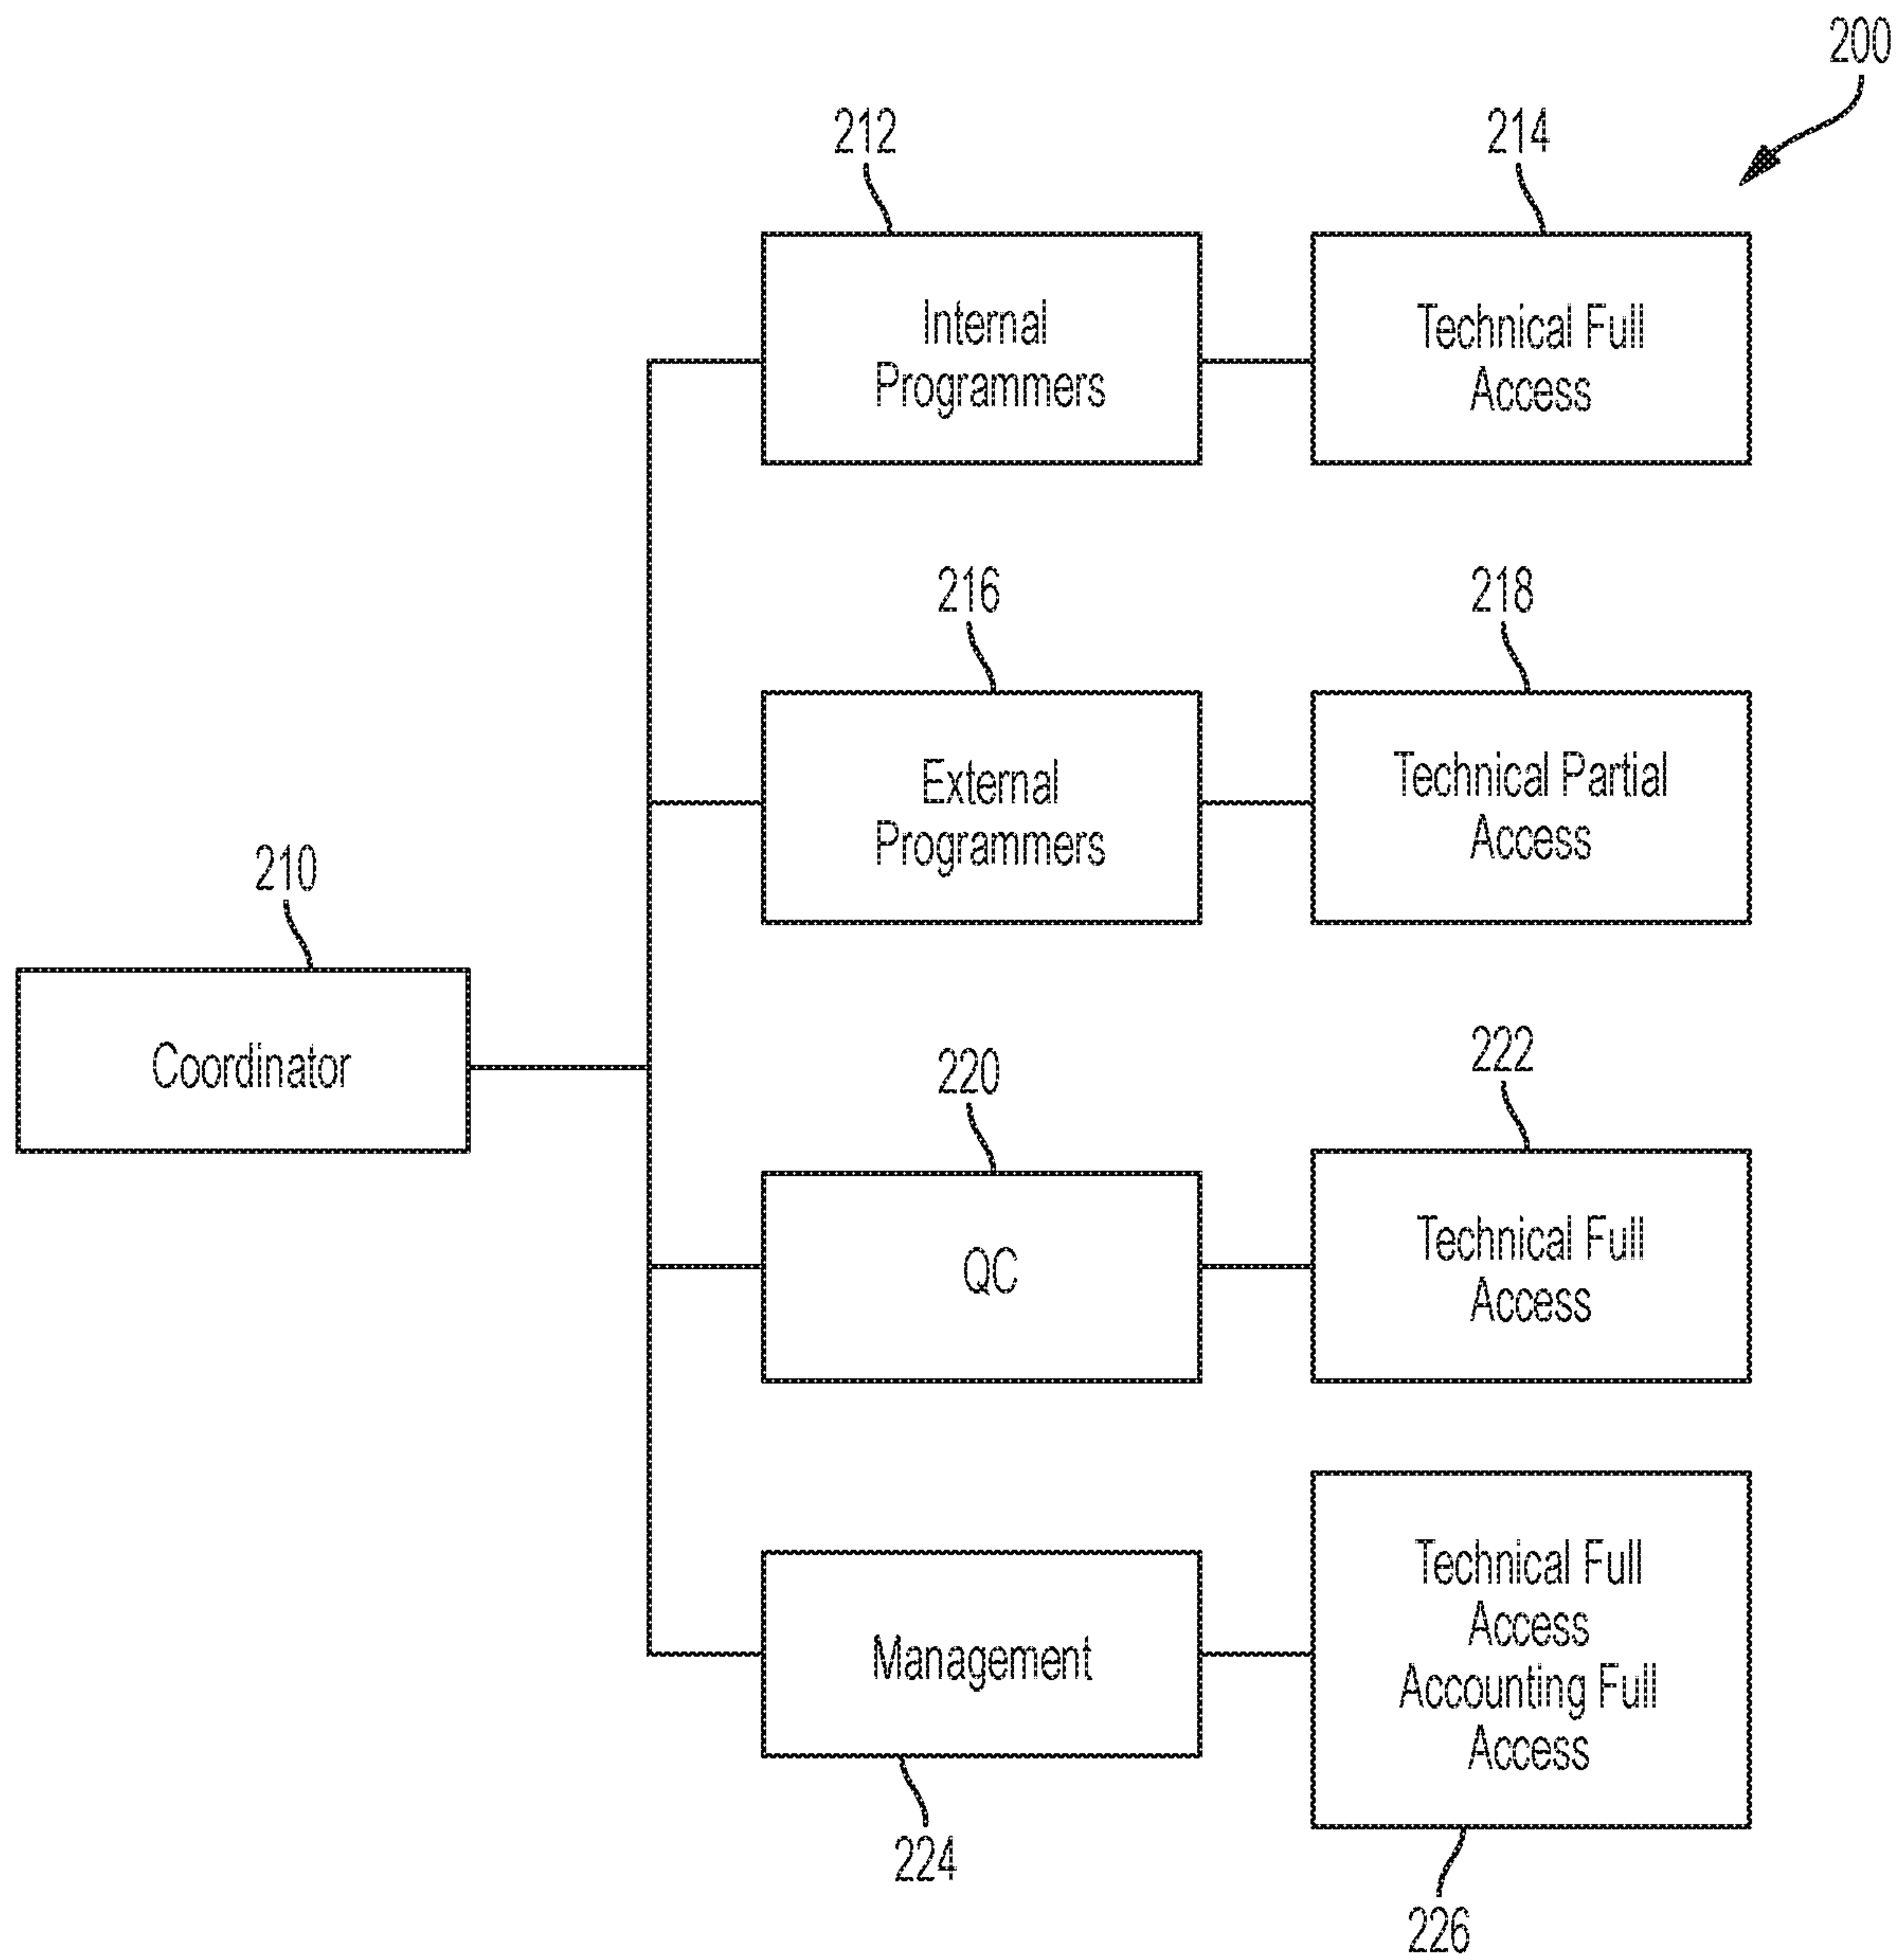 200
212
214
Internal
Programmers
Technical Full
Access
216
218
External
Programmers
Technical Partial
Access
210
Coordinator
220
222
QC
Technical Full
Access
Management
Technical Full
Access
Accounting Full
Access
224
226